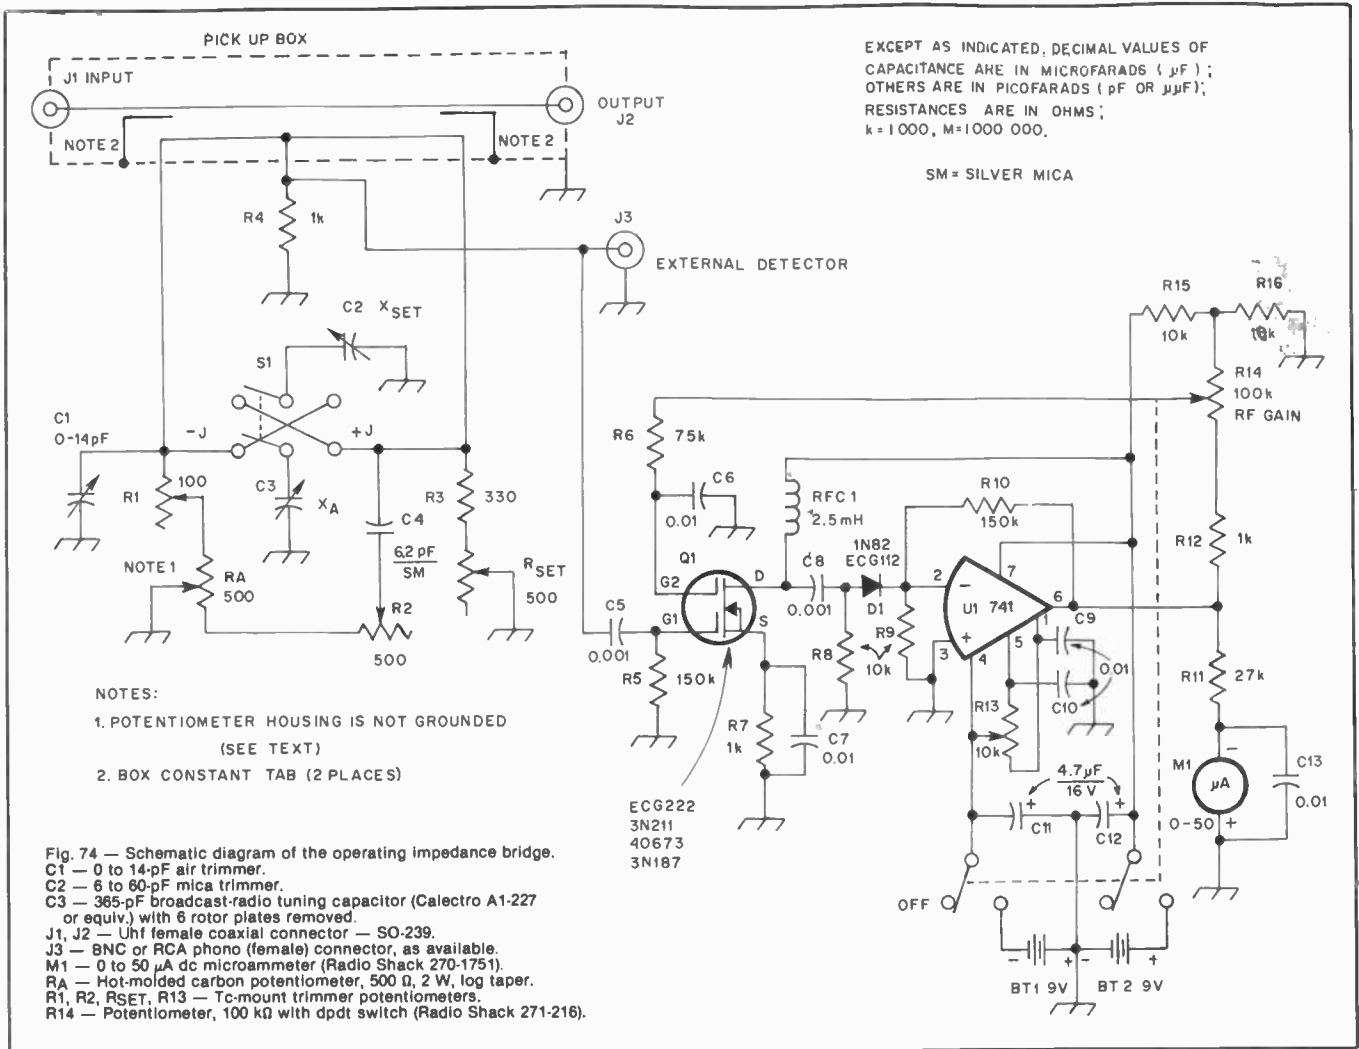 PICK UP BOX
J1 INPUT
OUTPUT
J2
NOTE 2
NOTE 2
EXCEPT AS INDICATED, DECIMAL VALUES OF
CAPACITANCE ARE IN MICROFARADS ( µF ) ;
OTHERS ARE IN PICOFARADS ( pF OR µµF);
RESISTANCES ARE IN OHMS ;
k = 1 000, M=1000 000.
SM = SILVER MICA
R4
1k
J3
EXTERNAL DETECTOR
C2 XSET
S1
C1
0-14pF
-J
+J
R1
100
C3
XA
C4
6.2 pF
SM
R3
330
RSET
500
NOTE 1
RA
500
R2
500
R15
10k
R16
R14
100k
RF GAIN
R6
75k
C6
0.01
RFC 1
2.5mH
R10
150k
R12
1k
Q1
G2
G1
D
S
C8
0.001
1N82
ECG112
D1
2
-
7
U1 741
6
+
3
4
5
1
C9
0.01
C10
C5
0.001
R5
150k
R8
R9
10k
R7
1k
C7
0.01
R13
10k
R11
27k
M1
-
µA
0-50
+
C13
0.01
4.7µF
16 V
+
C11
+
C12
OFF
- +
BT1 9V
- +
BT 2 9V
ECG222
3N211
40673
3N187
NOTES:
1. POTENTIOMETER HOUSING IS NOT GROUNDED
(SEE TEXT)
2. BOX CONSTANT TAB (2 PLACES)
Fig. 74 — Schematic diagram of the operating impedance bridge.
C1 — 0 to 14-pF air trimmer.
C2 — 6 to 60-pF mica trimmer.
C3 — 365-pF broadcast-radio tuning capacitor (Calectro A1-227
or equiv.) with 6 rotor plates removed.
J1, J2 — Uhf female coaxial connector — SO-239.
J3 — BNC or RCA phono (female) connector, as available.
M1 — 0 to 50 µA dc microammeter (Radio Shack 270-1751).
RA — Hot-molded carbon potentiometer, 500 Ω, 2 W, log taper.
R1, R2, RSET, R13 — Tc-mount trimmer potentiometers.
R14 — Potentiometer, 100 kΩ with dpdt switch (Radio Shack 271-216).